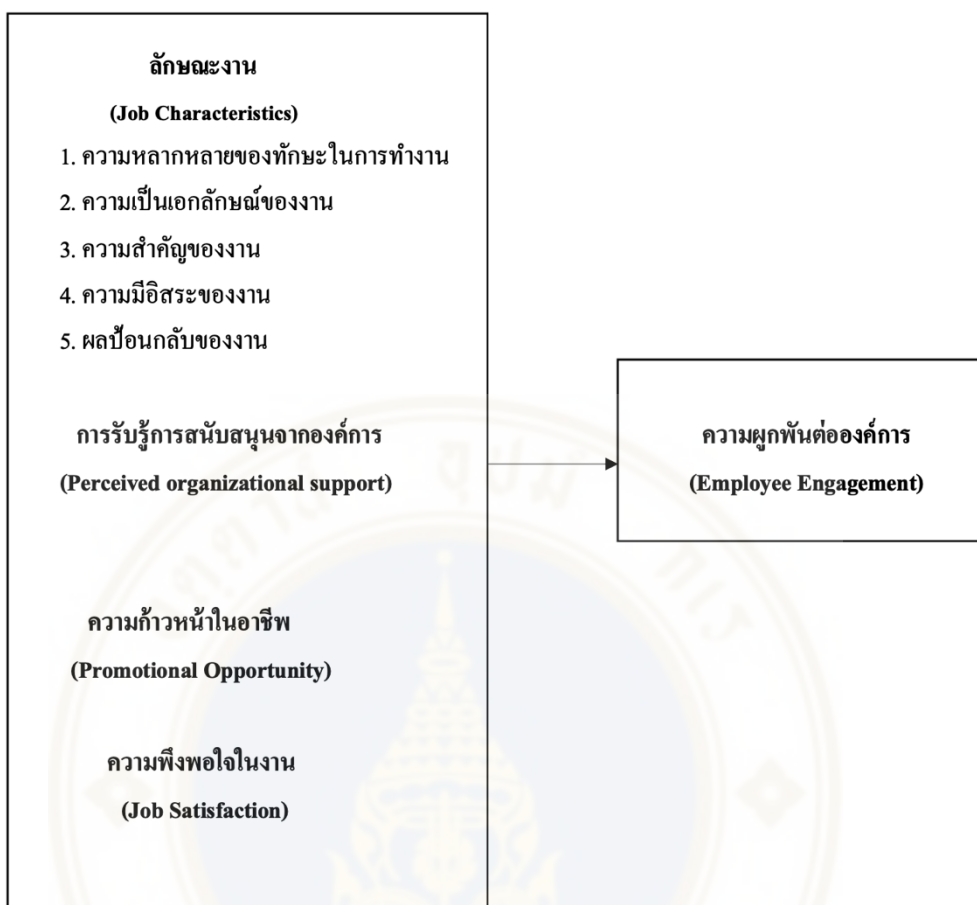 ลักษณะงาน
(Job Characteristics)
1. ความหลากหลายของทักษะในการทำงาน
2. ความเป็นเอกลักษณ์ของงาน
3. ความสำคัญของงาน
4. ความมีอิสระของงาน
5. ผลป้อนกลับของงาน
การรับรู้การสนับสนุนจากองค์การ
(Perceived organizational support)
ความก้าวหน้าในอาชีพ
(Promotional Opportunity)
ความพึงพอใจในงาน
(Job Satisfaction)
ความผูกพันต่อองค์การ
(Employee Engagement)